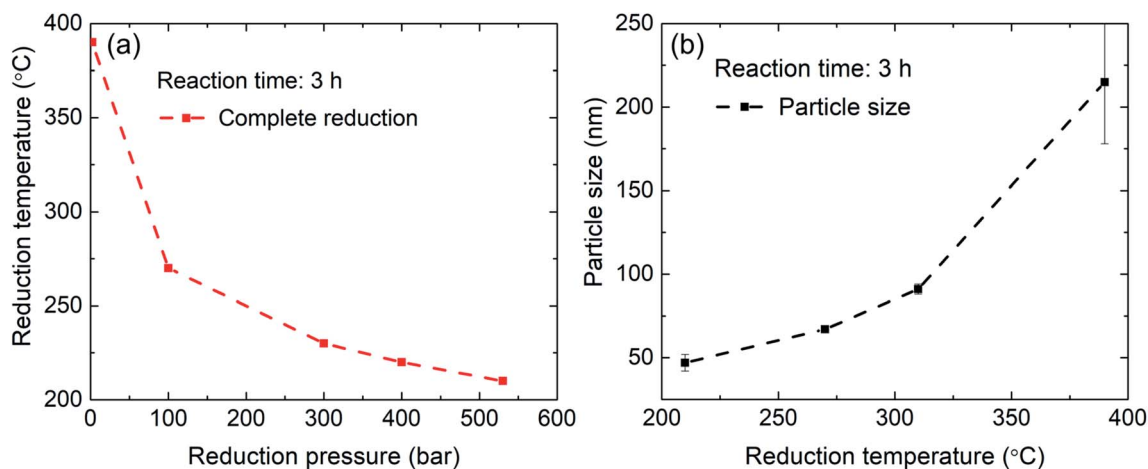 (a)
Reaction time: 3 h
Complete reduction
Reduction temperature (°C)
400
350
300
250
200
0 100 200 300 400 500 600
Reduction pressure (bar)
(b)
Reaction time: 3 h
Particle size
Particle size (nm)
250
200
150
100
50
200 250 300 350 400
Reduction temperature (°C)